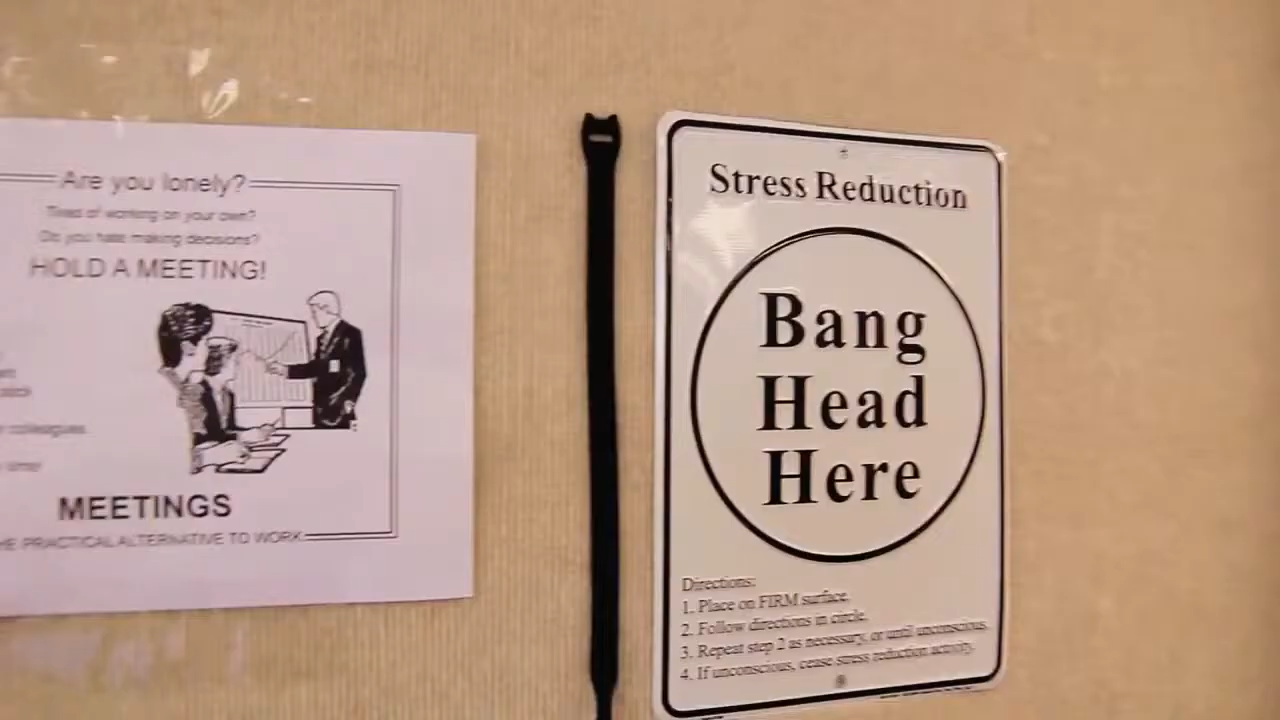 Are you lonely?
Tired of working on your own?
Do you hate making decisions?
HOLD A MEETING!
colleagues
MEETINGS
PRACTICAL ALTERNATIVE TO WORK
Stress Reduction
Bang
Head
Here
Directions:
1. Place on FIRM surface.
2. Follow directions in circle.
3. Repeat step 2 as necessary, or until unconscious.
4. If unconscious, cease stress reduction activity.